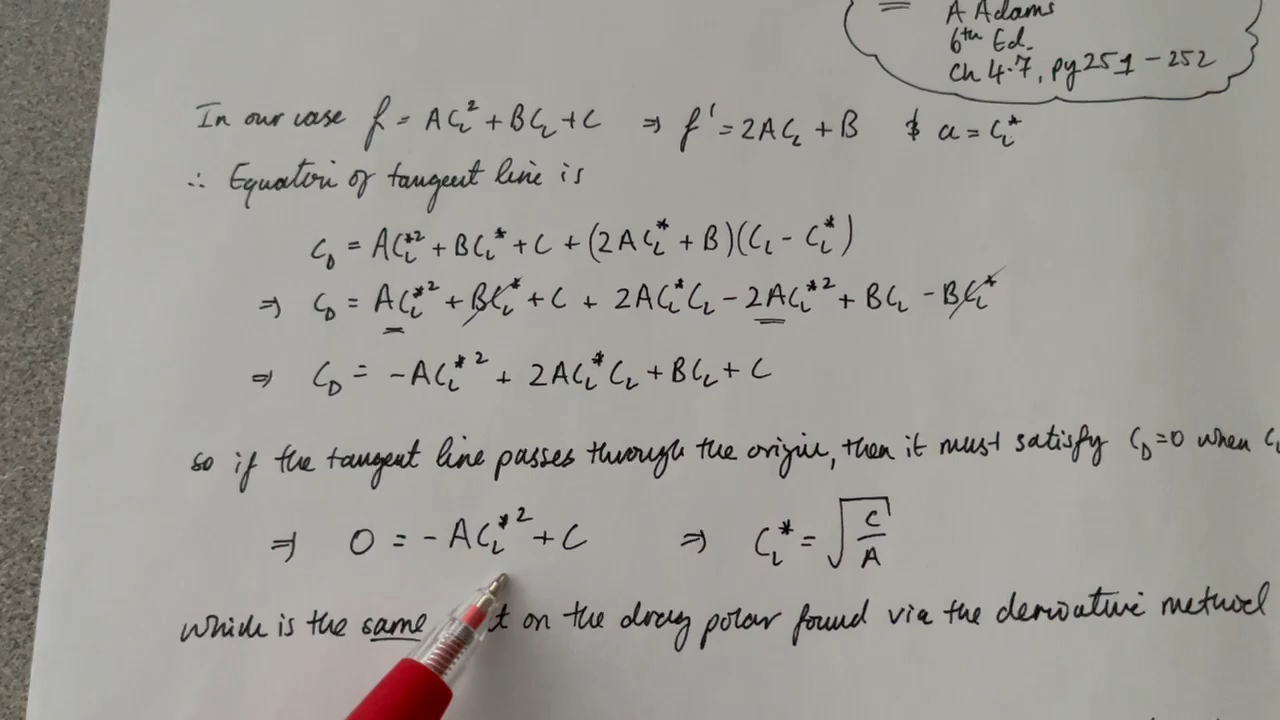 A Adams
6th Ed.
Ch 4.7, pg 251 - 252
In our case f = AC_L² + BC_L + C ⇒ f' = 2AC_L + B & a = C_L*
∴ Equation of tangent line is
C_D = AC_L*² + BC_L* + C + (2AC_L* + B)(C_L - C_L*)
⇒ C_D = AC_L*² + BC_L* + C + 2AC_L*C_L - 2AC_L*² + BC_L - BC_L*
⇒ C_D = -AC_L*² + 2AC_L*C_L + BC_L + C
so if the tangent line passes through the origin, then it must satisfy C_D = 0 when C_L
⇒ 0 = -AC_L*² + C ⇒ C_L* = √(C/A)
which is the same on the drag polar found via the derivative method